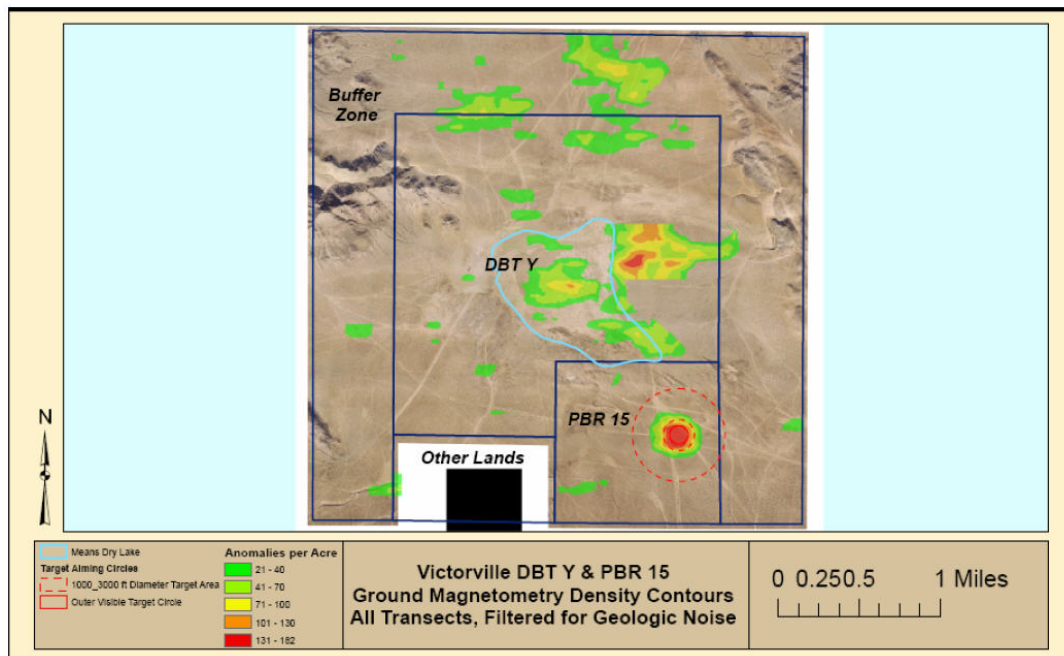 Buffer
Zone
DBT Y
PBR 15
Other Lands
N
Means Dry Lake
Target Aiming Circles
1000_3000 ft Diameter Target Area
Outer Visible Target Circle
Anomalies per Acre
21 - 40
41 - 70
71 - 100
101 - 130
131 - 182
Victorville DBT Y & PBR 15
Ground Magnetometry Density Contours
All Transects, Filtered for Geologic Noise
0 0.250.5 1 Miles